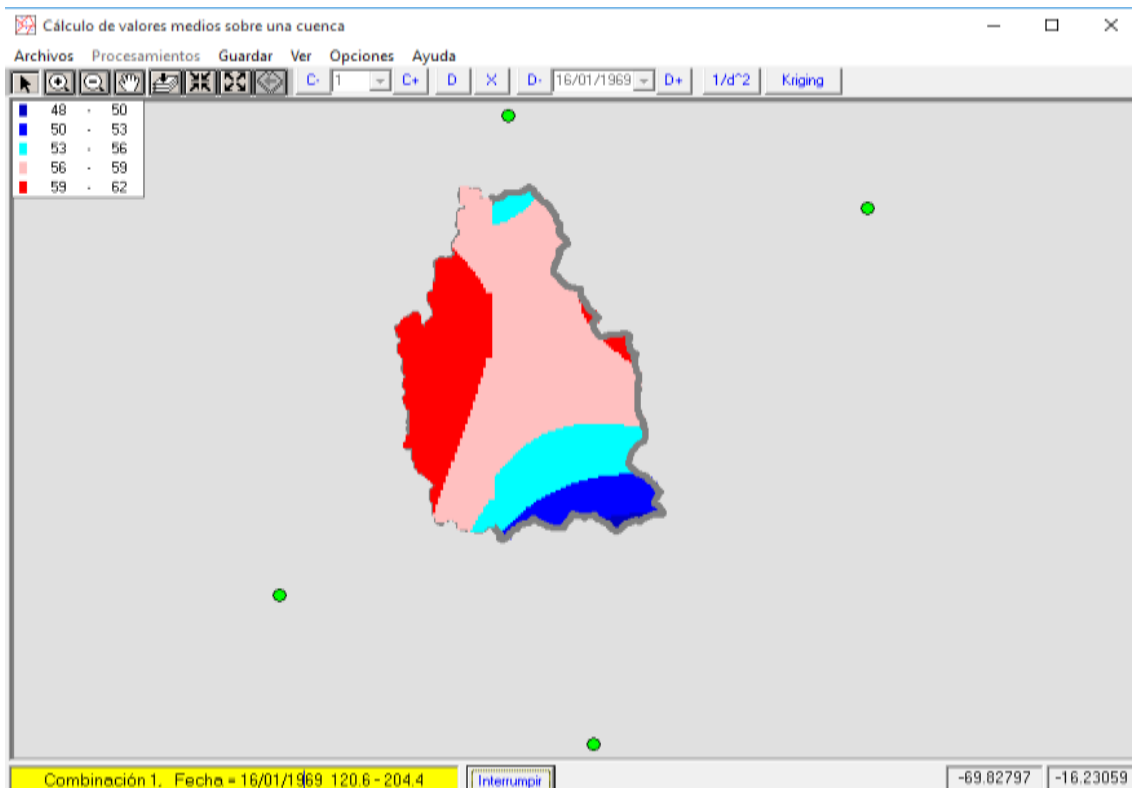 Cálculo de valores medios sobre una cuenca
Archivos Procesamientos Guardar Ver Opciones Ayuda
C- 1 C+ D X D- 16/01/1969 D+ 1/d^2 Kriging
48 - 50
50 - 53
53 - 56
56 - 59
59 - 62
Combinación 1, Fecha = 16/01/1969 120.6 - 204.4 Interrumpir -69.82797 -16.23059